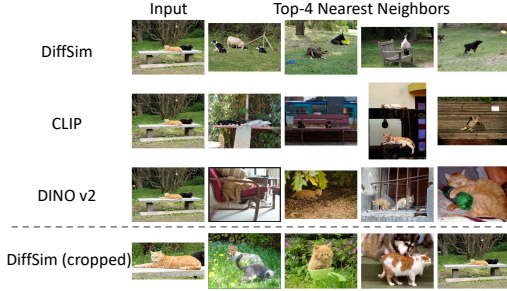 Input Top-4 Nearest Neighbors
DiffSim
CLIP
DINO v2
DiffSim (cropped)